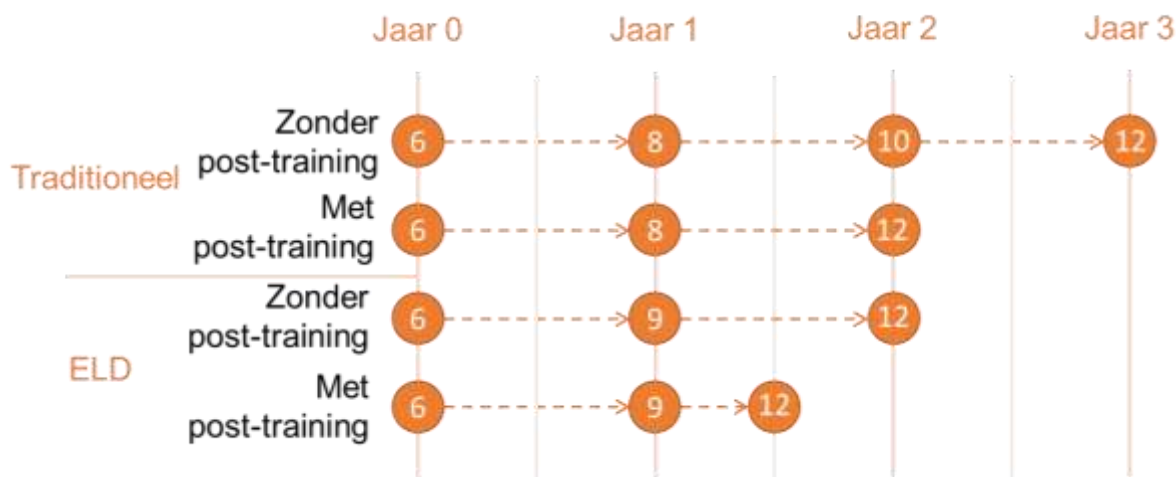 Jaar 0 Jaar 1 Jaar 2 Jaar 3
Traditioneel
Zonder
post-training
6 8 10 12
Met
post-training
6 8 12
ELD
Zonder
post-training
6 9 12
Met
post-training
6 9 12